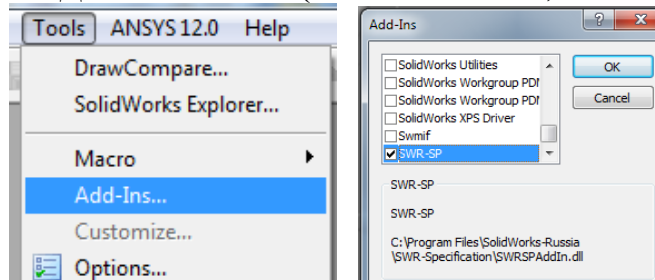 Tools ANSYS 12.0 Help
DrawCompare...
SolidWorks Explorer...
Macro
Add-Ins...
Customize...
Options...
Add-Ins
SolidWorks Utilities
SolidWorks Workgroup PDM
SolidWorks Workgroup PDM
SolidWorks XPS Driver
Swmif
SWR-SP
OK
Cancel
SWR-SP
SWR-SP
C:\Program Files\SolidWorks-Russia
\SWR-Specification\SWRSPAddIn.dll